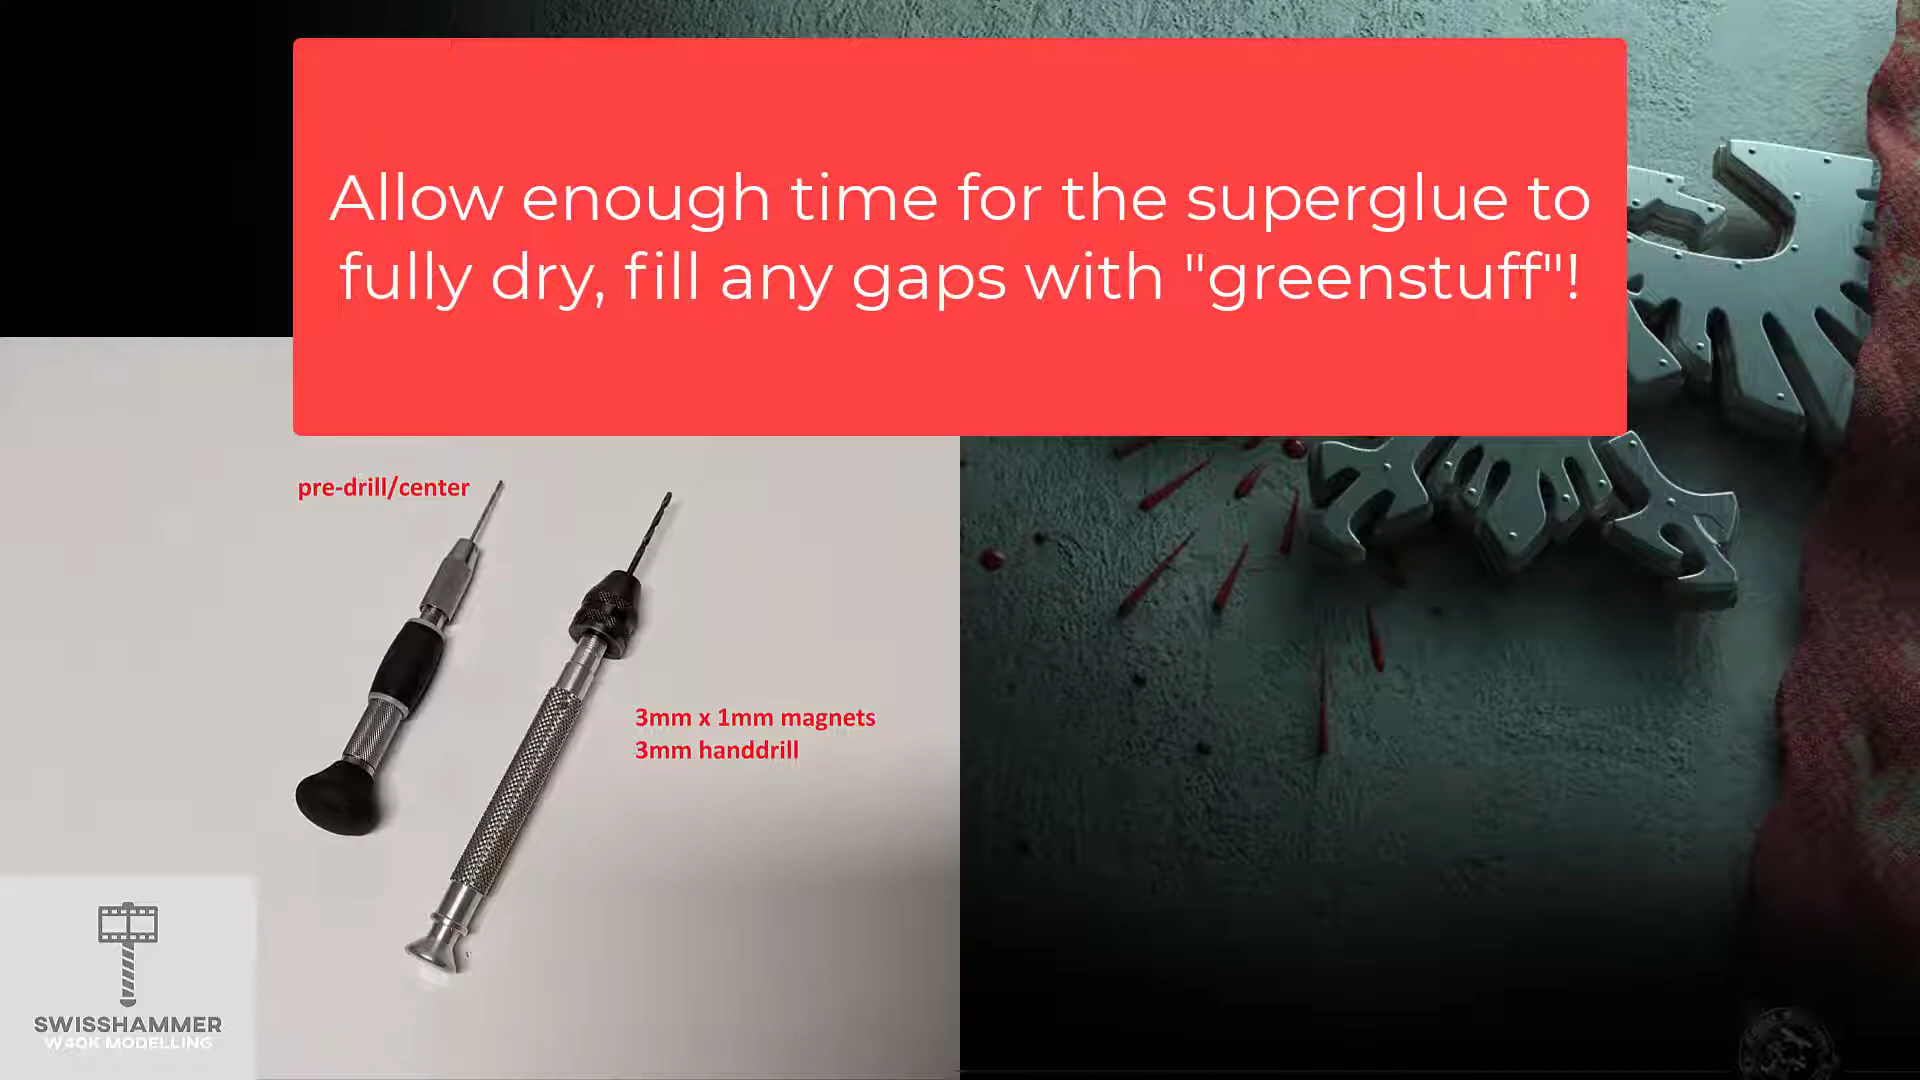 Allow enough time for the superglue to
fully dry, fill any gaps with "greenstuff"!
pre-drill/center
3mm x 1mm magnets
3mm handdrill
SWISSHAMMER
W40K MODELLING